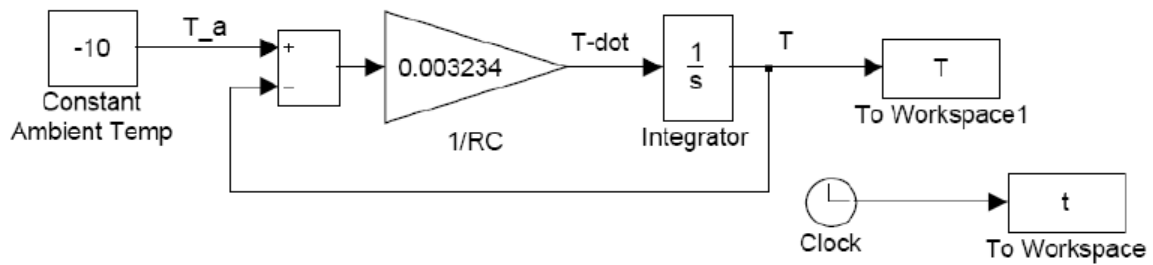 T_a
T-dot
T
-10
+
−
0.003234
1
s
T
Constant
Ambient Temp
1/RC
Integrator
To Workspace1
t
Clock
To Workspace